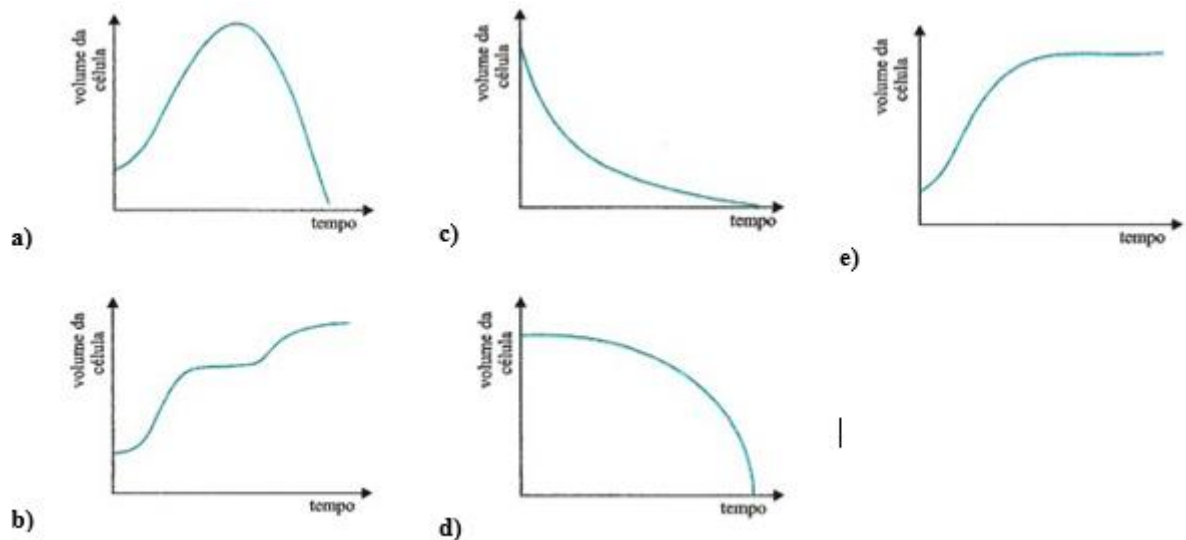 volume da
célula
tempo
a)
volume da
célula
tempo
c)
volume da
célula
tempo
e)
volume da
célula
tempo
b)
volume da
célula
tempo
d)